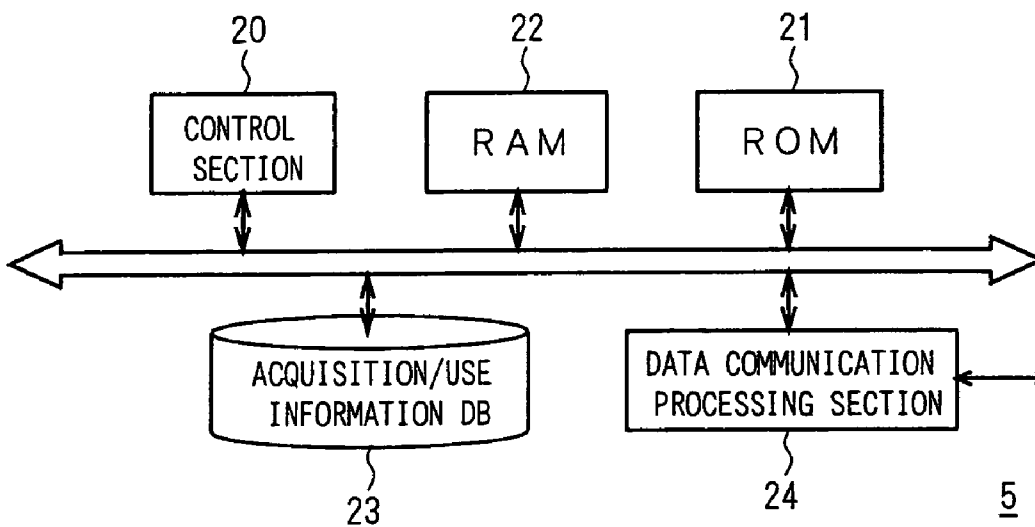 20
22
21
CONTROL
SECTION
RAM
ROM
ACQUISITION/USE
INFORMATION DB
DATA COMMUNICATION
PROCESSING SECTION
23
24
5